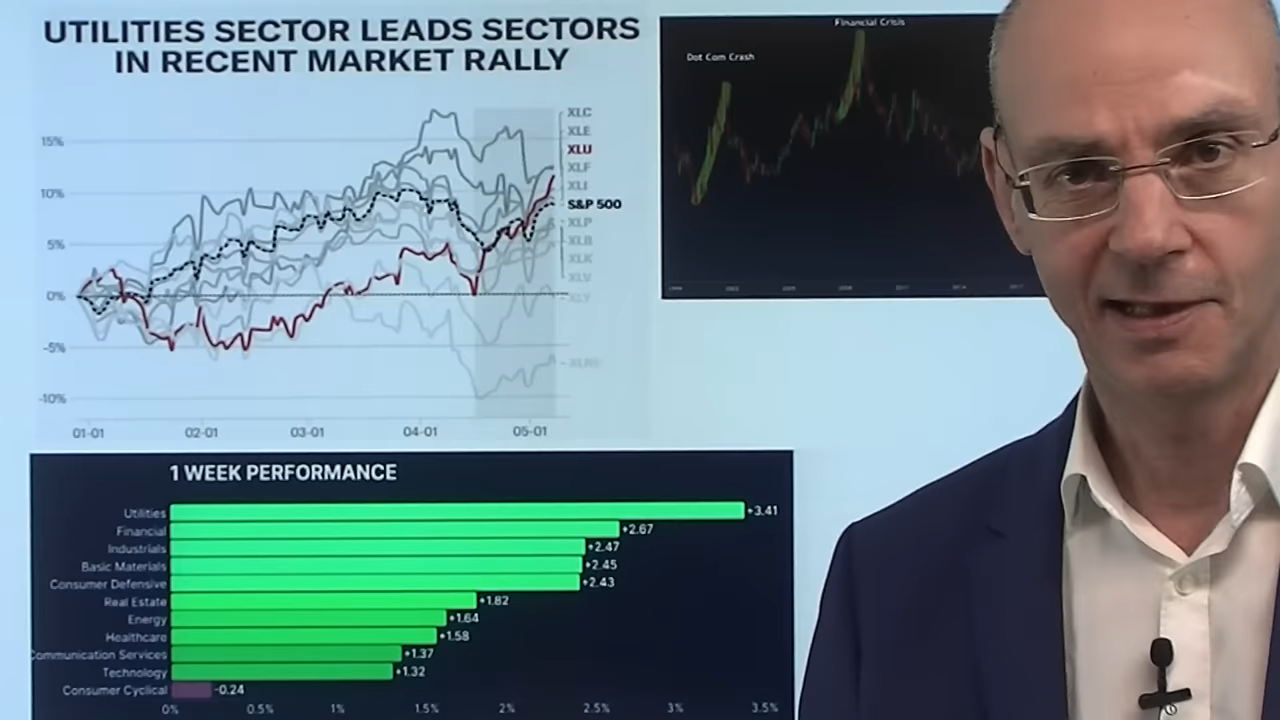 UTILITIES SECTOR LEADS SECTORS
IN RECENT MARKET RALLY
15%
10%
5%
0%
-5%
-10%
XLC
XLE
XLU
XLF
XLI
S&P 500
XLP
XLB
XLK
XLV
XLY
XLRE
01-01
02-01
03-01
04-01
05-01
Financial Crisis
Dot Com Crash
1 WEEK PERFORMANCE
Utilities +3.41
Financial +2.67
Industrials +2.47
Basic Materials +2.45
Consumer Defensive +2.43
Real Estate +1.82
Energy +1.64
Healthcare +1.58
Communication Services +1.37
Technology +1.32
Consumer Cyclical -0.24
0% 0.5% 1% 1.5% 2% 2.5% 3% 3.5%